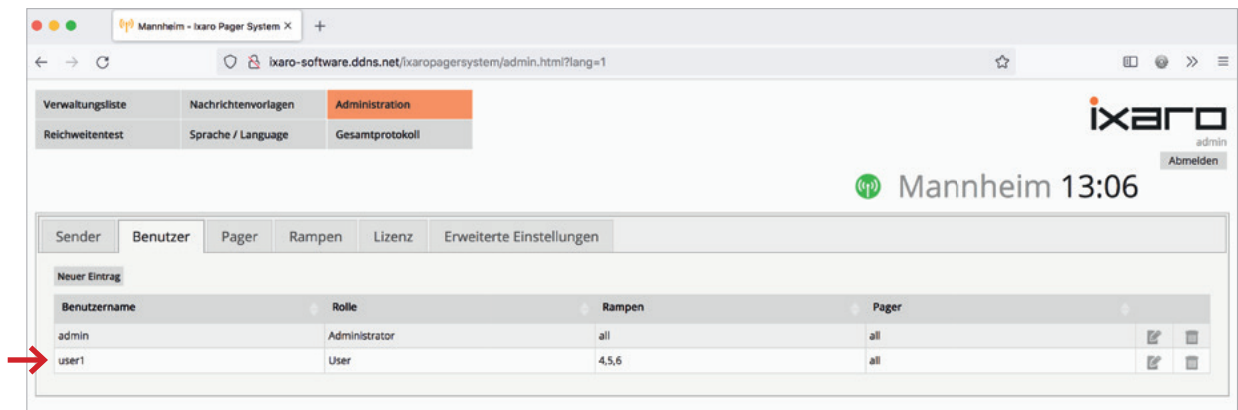 Mannheim - Ixaro Pager System
ixaro-software.ddns.net/ixaropagersystem/admin.html?lang=1
Verwaltungsliste Nachrichtenvorlagen Administration
Reichweitentest Sprache / Language Gesamtprotokoll
ixaro
admin
Abmelden
Mannheim 13:06
Sender Benutzer Pager Rampen Lizenz Erweiterte Einstellungen
Neuer Eintrag
Benutzername Rolle Rampen Pager
admin Administrator all all
user1 User 4,5,6 all